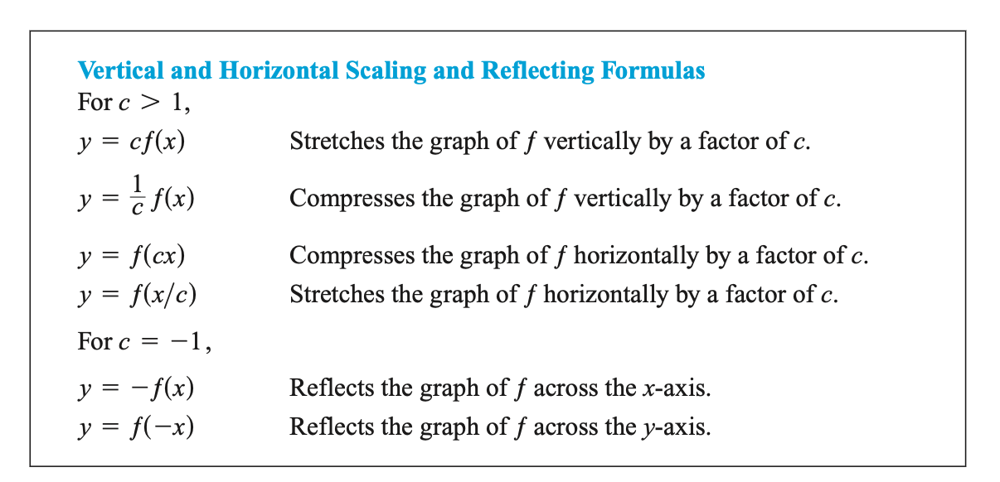 Vertical and Horizontal Scaling and Reflecting Formulas
For c > 1,
y = cf(x) Stretches the graph of f vertically by a factor of c.
y = 1/c f(x) Compresses the graph of f vertically by a factor of c.
y = f(cx) Compresses the graph of f horizontally by a factor of c.
y = f(x/c) Stretches the graph of f horizontally by a factor of c.
For c = −1,
y = −f(x) Reflects the graph of f across the x-axis.
y = f(−x) Reflects the graph of f across the y-axis.